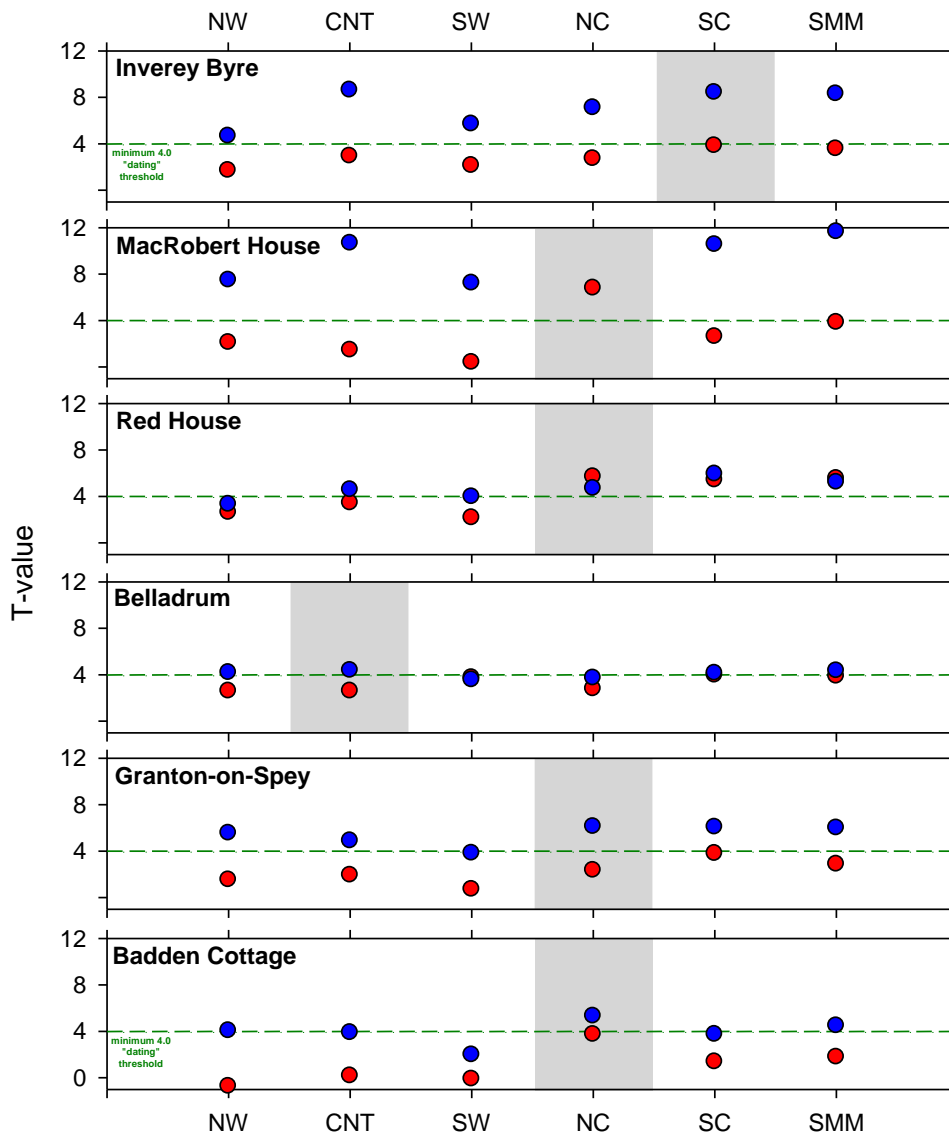 NW CNT SW NC SC SMM
12
Inverey Byre
8
4
minimum 4.0
"dating"
threshold
12
MacRobert House
8
4
12
Red House
8
4
T-value
12
Belladrum
8
4
12
Granton-on-Spey
8
4
12
Badden Cottage
8
4
minimum 4.0
"dating"
threshold
0
NW CNT SW NC SC SMM